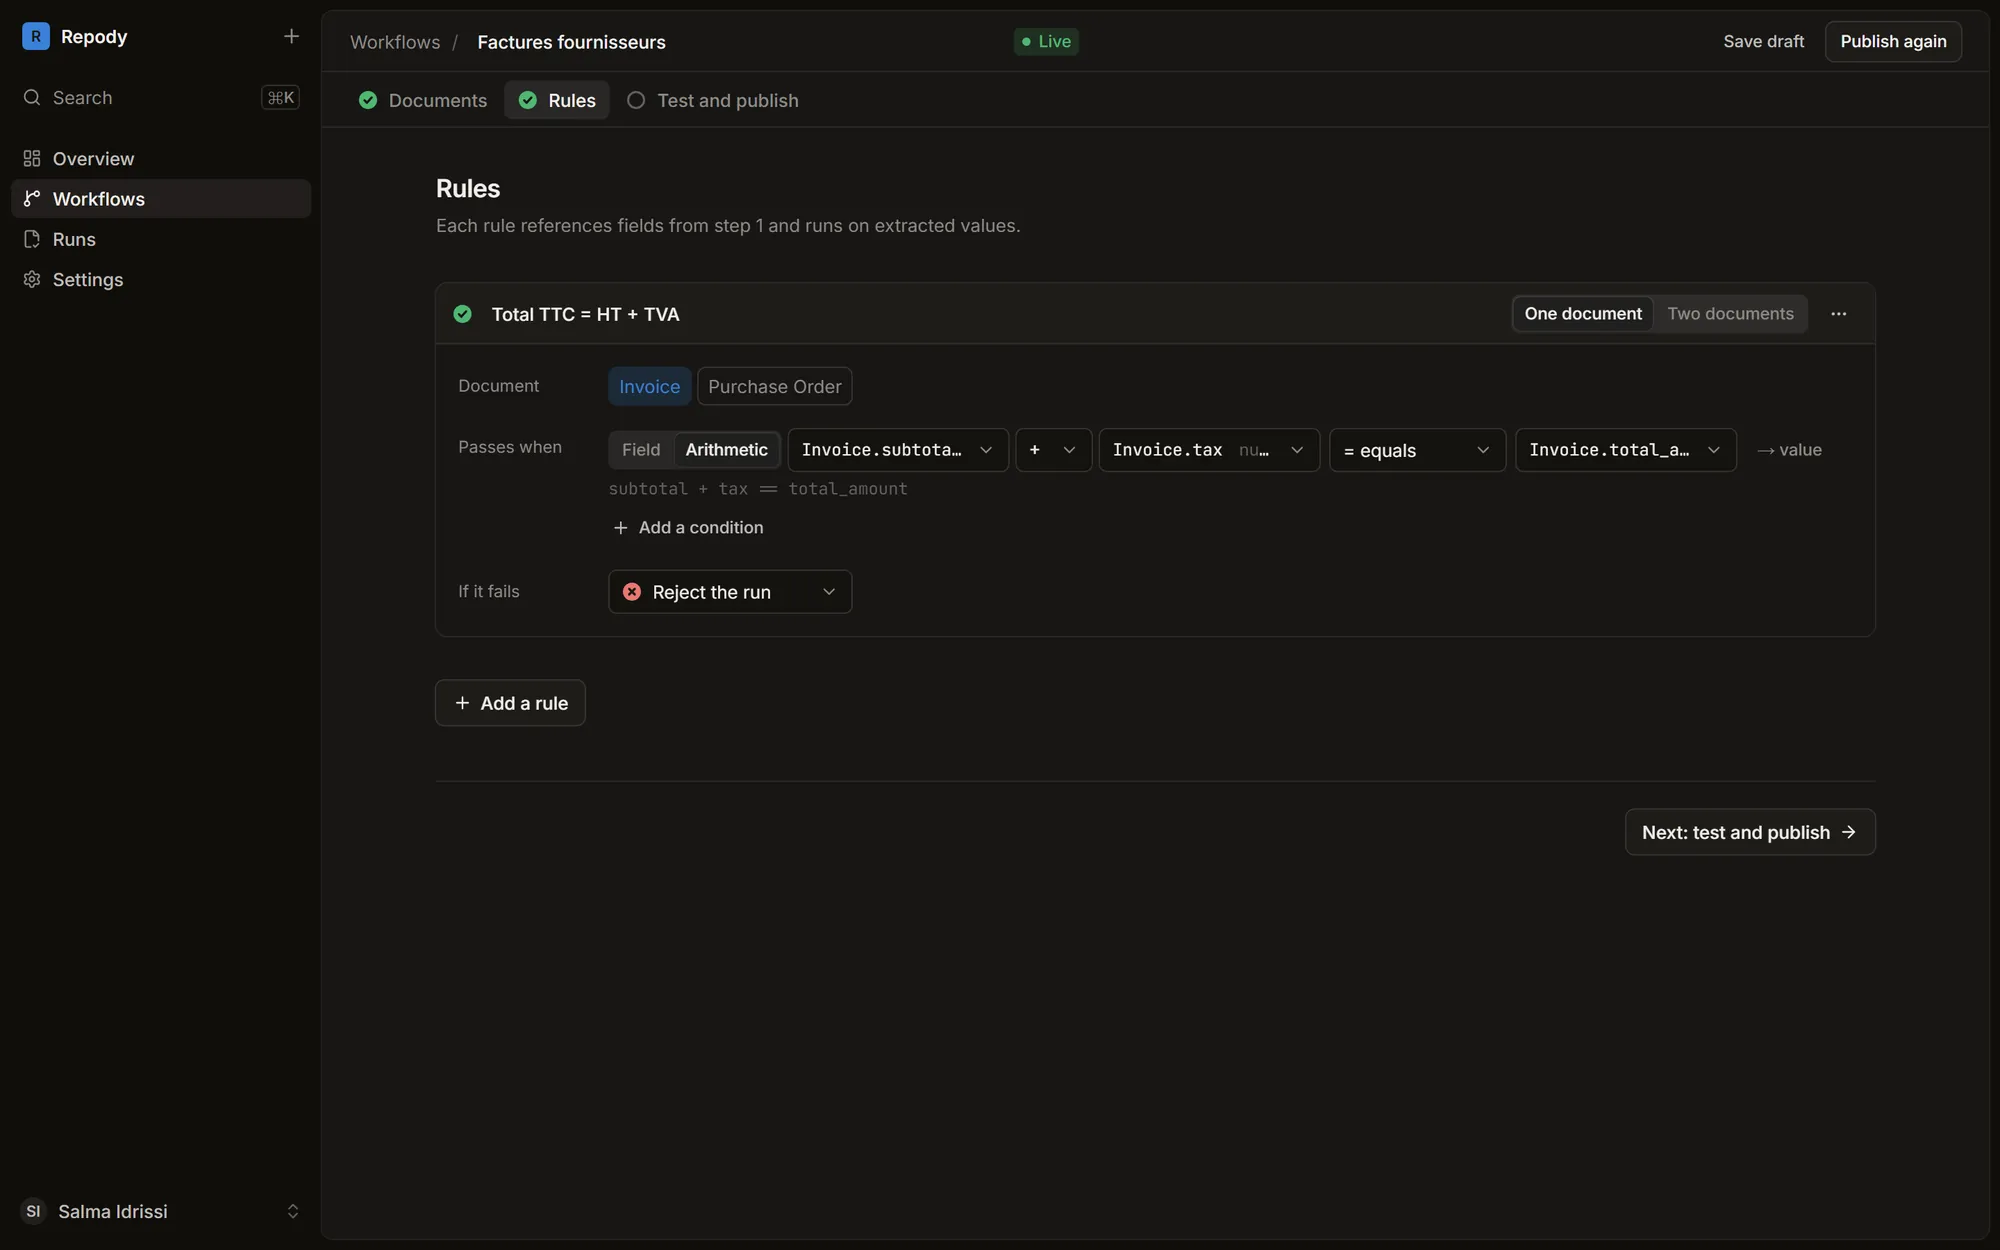 R Repody
Search ⌘K
Overview
Workflows
Runs
Settings
SI Salma Idrissi
Workflows / Factures fournisseurs
Live
Save draft
Publish again
Documents
Rules
Test and publish
Rules
Each rule references fields from step 1 and runs on extracted values.
Total TTC = HT + TVA
One document
Two documents
Document
Invoice
Purchase Order
Passes when
Field
Arithmetic
Invoice.subtota…
+
Invoice.tax nu…
= equals
Invoice.total_a…
→ value
subtotal + tax == total_amount
+ Add a condition
If it fails
Reject the run
+ Add a rule
Next: test and publish →